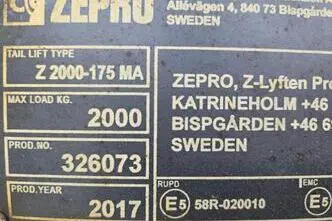 ZEPRO
Allévägen 4, 840 73 Bispgården
SWEDEN
TAIL LIFT TYPE
Z 2000-175 MA
MAX LOAD KG.
2000
PROD.NO.
326073
PROD.YEAR
2017
ZEPRO, Z-Lyften
KATRINEHOLM +46
BISPGÅRDEN +46
SWEDEN
RUPD
E5 58R-020010
EMC
E5